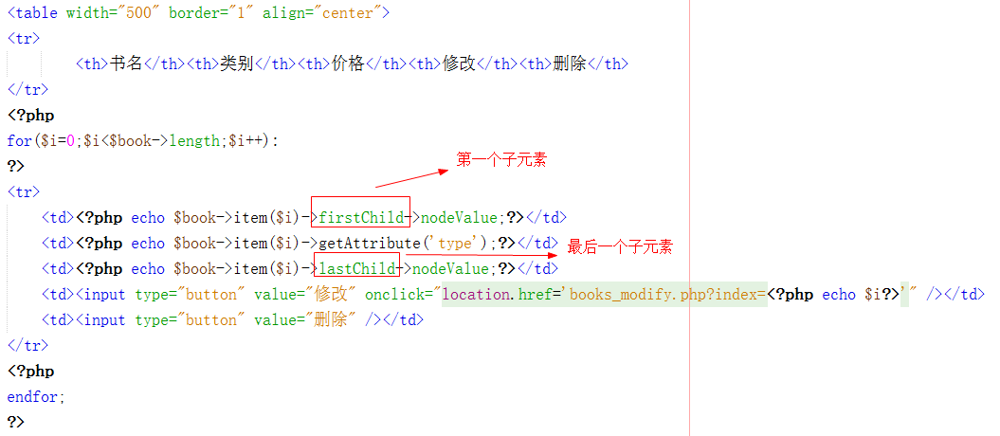 <table width="500" border="1" align="center">
<tr>
<th>书名</th><th>类别</th><th>价格</th><th>修改</th><th>删除</th>
</tr>
<?php
for($i=0;$i<$book->length;$i++):
?>
第一个子元素
<tr>
<td><?php echo $book->item($i)->firstChild->nodeValue;?></td>
<td><?php echo $book->item($i)->getAttribute('type');?></td>
最后一个子元素
<td><?php echo $book->item($i)->lastChild->nodeValue;?></td>
<td><input type="button" value="修改" onclick="location.href='books_modify.php?index=<?php echo $i?>'" /></td>
<td><input type="button" value="删除" /></td>
</tr>
<?php
endfor;
?>